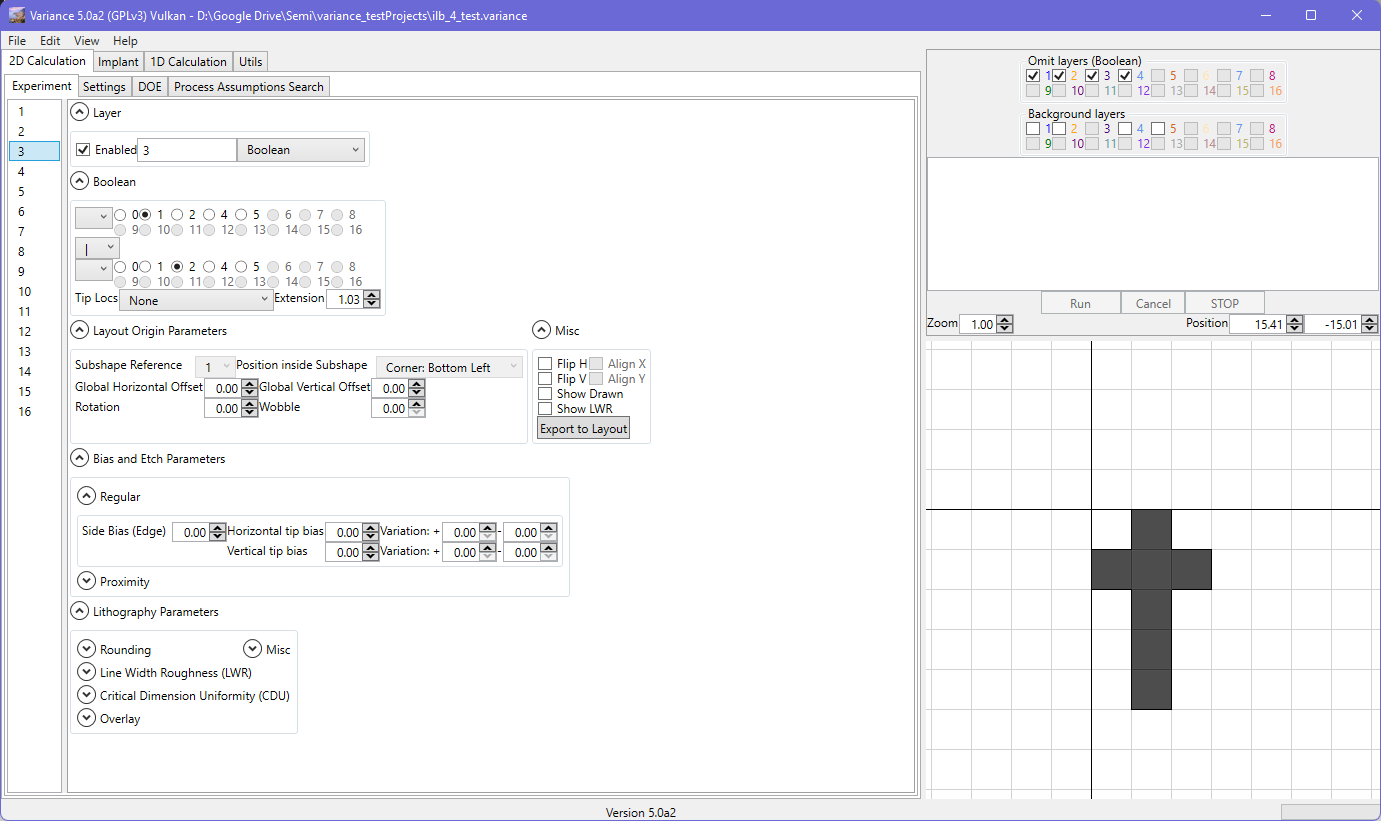 Variance 5.0a2 (GPLv3) Vulkan - D:\Google Drive\Semi\variance_testProjects\ilb_4_test.variance
File Edit View Help
2D Calculation Implant 1D Calculation Utils
Experiment Settings DOE Process Assumptions Search
1
2
3
4
5
6
7
8
9
10
11
12
13
14
15
16
Layer
Enabled 3 Boolean
Boolean
0 1 2 4 5 6 7 8
9 10 11 12 13 14 15 16
|
0 1 2 4 5 6 7 8
9 10 11 12 13 14 15 16
Tip Locs None Extension 1.03
Layout Origin Parameters
Subshape Reference 1 Position inside Subshape Corner: Bottom Left
Global Horizontal Offset 0.00 Global Vertical Offset 0.00
Rotation 0.00 Wobble 0.00
Misc
Flip H Align X
Flip V Align Y
Show Drawn
Show LWR
Export to Layout
Bias and Etch Parameters
Regular
Side Bias (Edge) 0.00 Horizontal tip bias 0.00 Variation: + 0.00 - 0.00
Vertical tip bias 0.00 Variation: + 0.00 - 0.00
Proximity
Lithography Parameters
Rounding Misc
Line Width Roughness (LWR)
Critical Dimension Uniformity (CDU)
Overlay
Omit layers (Boolean)
1 2 3 4 5 6 7 8
9 10 11 12 13 14 15 16
Background layers
1 2 3 4 5 6 7 8
9 10 11 12 13 14 15 16
Run Cancel STOP
Zoom 1.00 Position 15.41 -15.01
Version 5.0a2